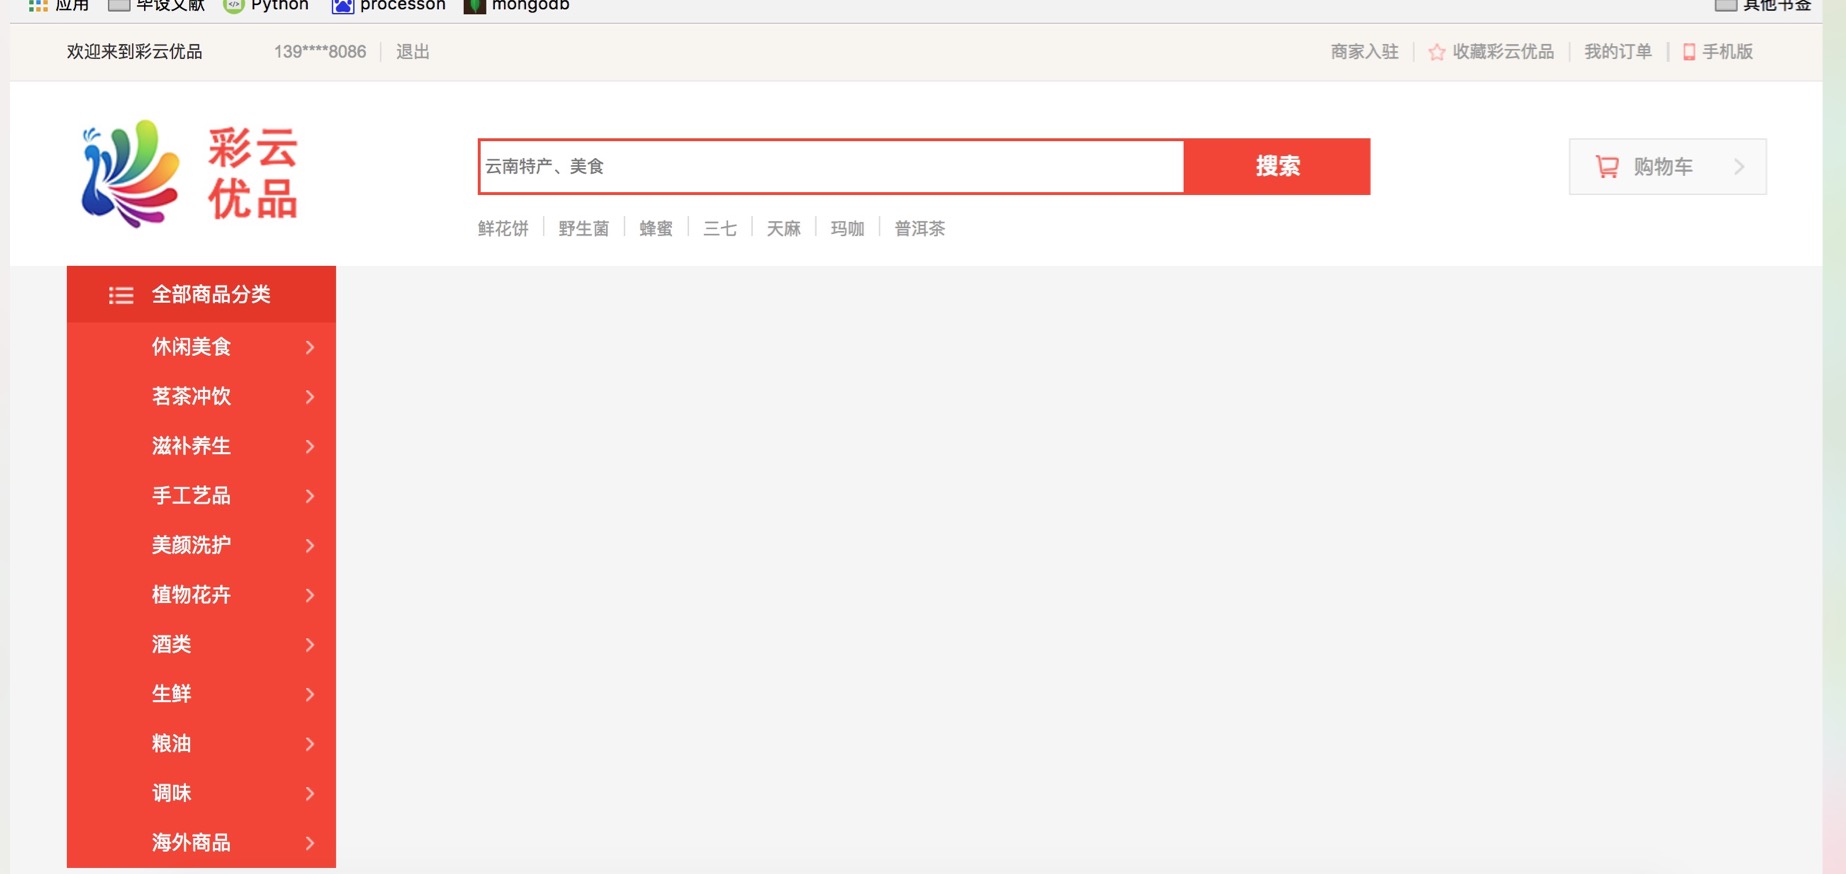 应用 毕设文献 Python processon mongodb 其他书签
欢迎来到彩云优品 139****8086 退出 商家入驻 收藏彩云优品 我的订单 手机版
彩云
优品
云南特产、美食 搜索 购物车
鲜花饼 野生菌 蜂蜜 三七 天麻 玛咖 普洱茶
全部商品分类
休闲美食
茗茶冲饮
滋补养生
手工艺品
美颜洗护
植物花卉
酒类
生鲜
粮油
调味
海外商品